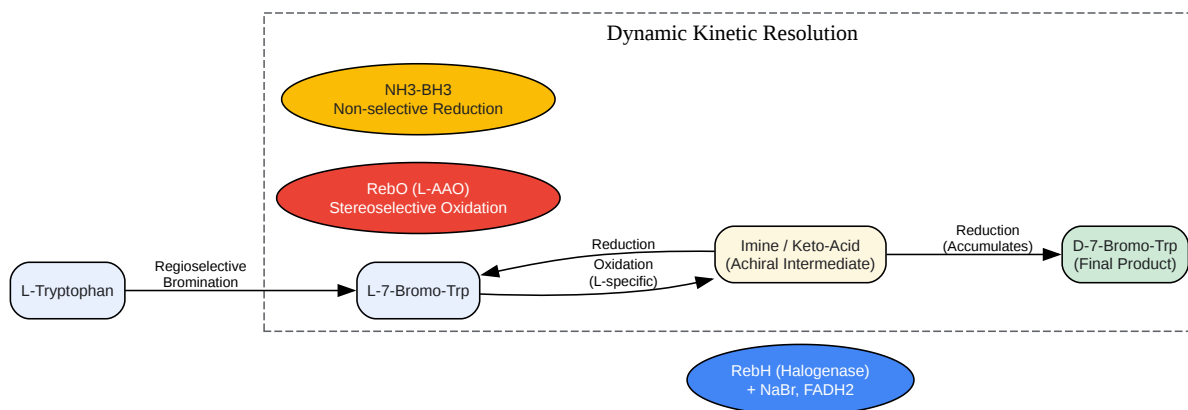 Dynamic Kinetic Resolution
NH3-BH3
Non-selective Reduction
RebO (L-AAO)
Stereoselective Oxidation
L-Tryptophan
Regioselective
Bromination
L-7-Bromo-Trp
Reduction
Oxidation
(L-specific)
Imine / Keto-Acid
(Achiral Intermediate)
Reduction
(Accumulates)
D-7-Bromo-Trp
(Final Product)
RebH (Halogenase)
+ NaBr, FADH2